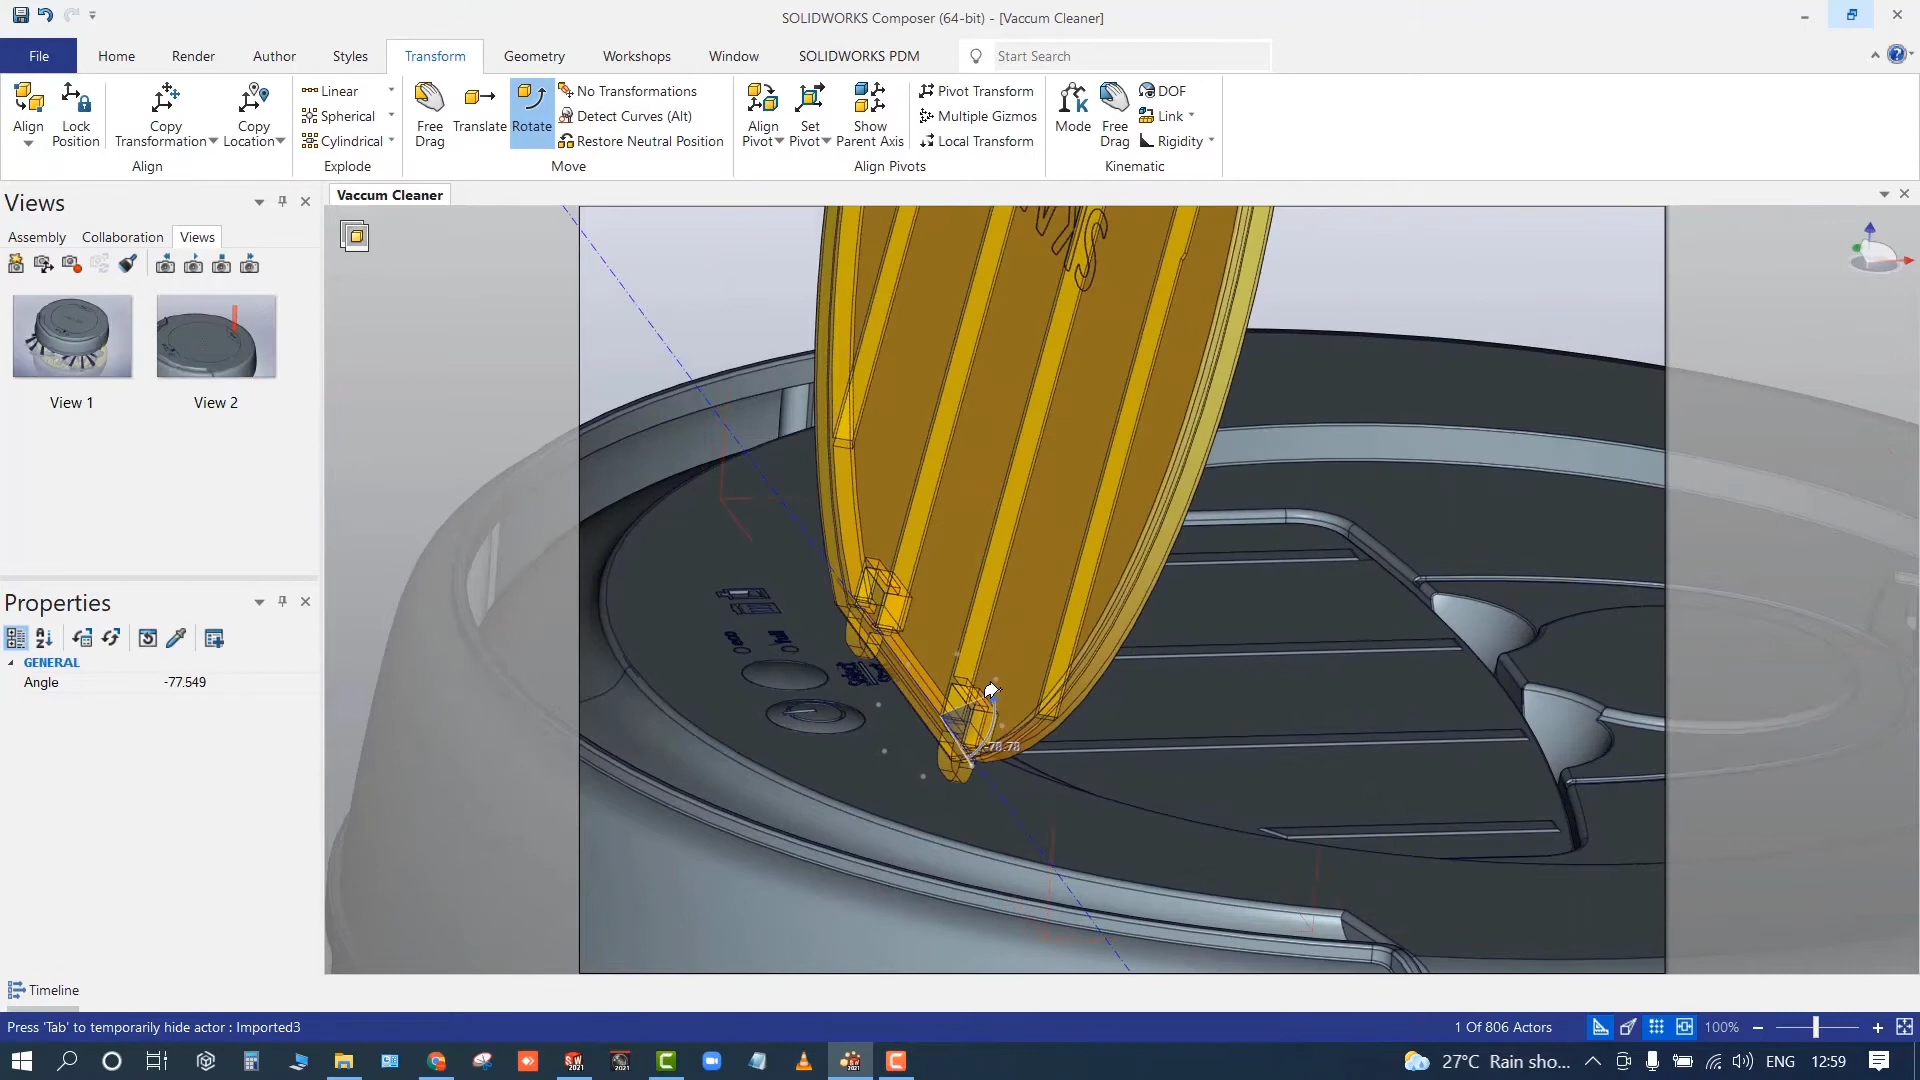 SOLIDWORKS Composer (64-bit) - [Vaccum Cleaner]
File Home Render Author Styles Transform Geometry Workshops Window SOLIDWORKS PDM Start Search
Align
Lock Position
Copy Transformation
Copy Location
Align
Linear
Spherical
Cylindrical
Explode
Free Drag
Translate
Rotate
No Transformations
Detect Curves (Alt)
Restore Neutral Position
Move
Align Pivot
Set Pivot
Show Parent Axis
Pivot Transform
Multiple Gizmos
Local Transform
Align Pivots
Mode
Free Drag
DOF
Link
Rigidity
Kinematic
Views
Vaccum Cleaner
Assembly Collaboration Views
View 1 View 2
Properties
GENERAL
Angle -77.549
-78.78
Timeline
Press 'Tab' to temporarily hide actor : Imported3
1 Of 806 Actors
100%
27°C Rain sho...
ENG
12:59